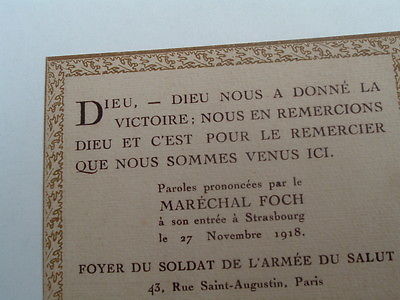 DIEU, — DIEU NOUS A DONNÉ LA
VICTOIRE; NOUS EN REMERCIONS
DIEU ET C'EST POUR LE REMERCIER
QUE NOUS SOMMES VENUS ICI.
Paroles prononcées par le
MARÉCHAL FOCH
à son entrée à Strasbourg
le 27 Novembre 1918.
FOYER DU SOLDAT DE L'ARMÉE DU SALUT
43, Rue Saint-Augustin, Paris